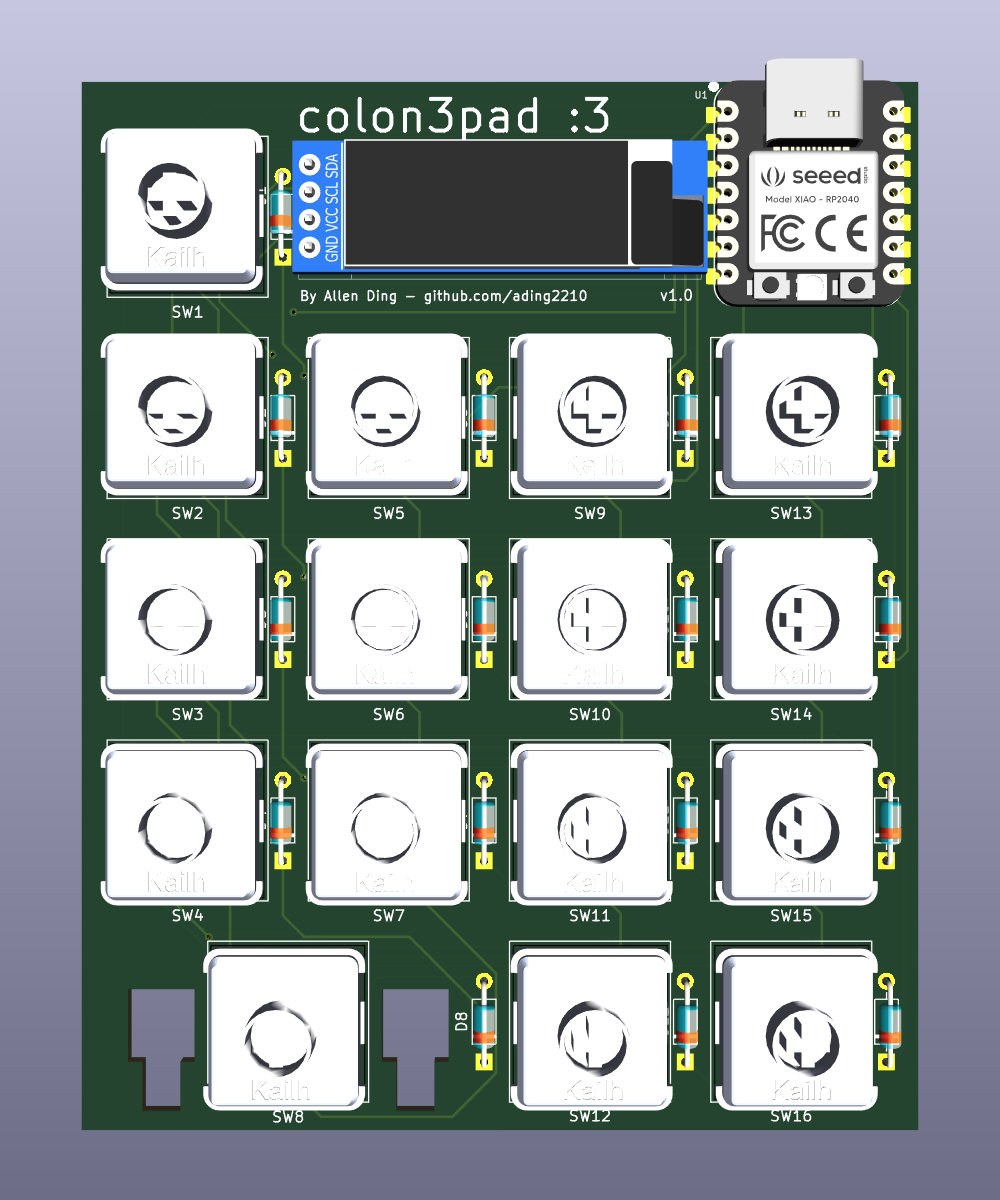 colon3pad :3
U1
SDA
SCL
VCC
GND
seeed
studio
Model XIAO - RP2040
FC CE
By Allen Ding — github.com/ading2210
v1.0
Kailh
SW1
Kailh
Kailh
Kailh
Kailh
SW2
SW5
SW9
SW13
Kailh
Kailh
Kailh
Kailh
SW3
SW6
SW10
SW14
Kailh
Kailh
Kailh
Kailh
SW4
SW7
SW11
SW15
D8
Kailh
Kailh
Kailh
SW8
SW12
SW16